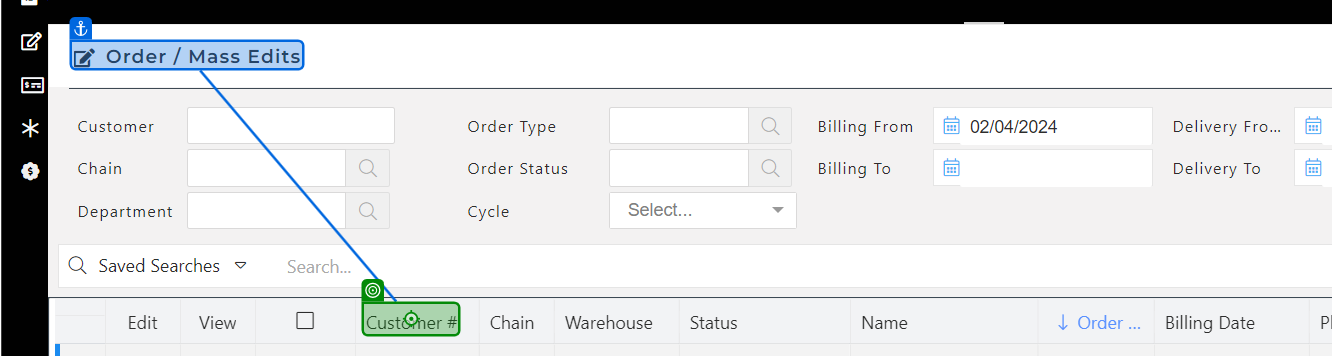 Order / Mass Edits
Customer Order Type Billing From 02/04/2024 Delivery Fro...
Chain Order Status Billing To Delivery To
Department Cycle Select...
Saved Searches Search...
Edit View Customer # Chain Warehouse Status Name Order ... Billing Date